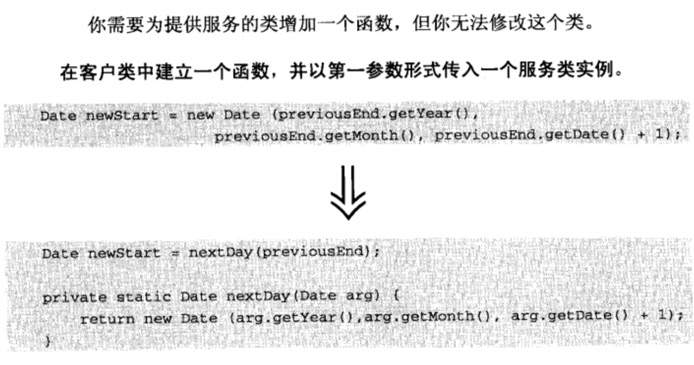 你需要为提供服务的类增加一个函数，但你无法修改这个类。
在客户类中建立一个函数，并以第一参数形式传入一个服务类实例。
Date newStart = new Date (previousEnd.getYear(),
previousEnd.getMonth(), previousEnd.getDate() + 1);
Date newStart = nextDay(previousEnd);
private static Date nextDay(Date arg) {
return new Date (arg.getYear(),arg.getMonth(), arg.getDate() + 1);
}